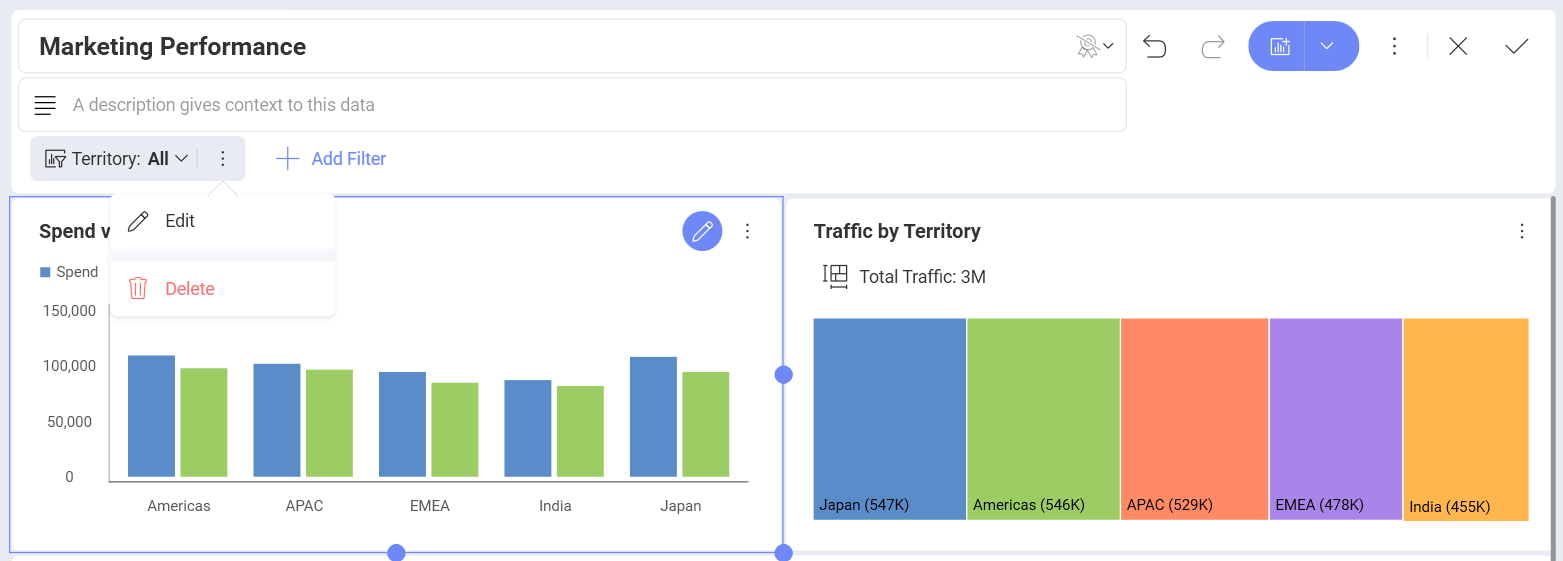 Marketing Performance
A description gives context to this data
Territory: All
Add Filter
Edit
Delete
Spend v
Spend
150,000
100,000
50,000
0
Americas APAC EMEA India Japan
Traffic by Territory
Total Traffic: 3M
Japan (547K) Americas (546K) APAC (529K) EMEA (478K) India (455K)